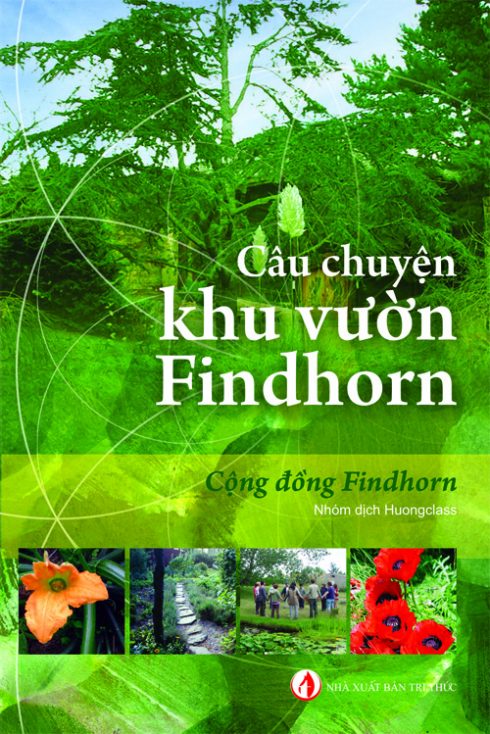 Câu chuyện
khu vườn
Findhorn
Cộng đồng Findhorn
Nhóm dịch Huongclass
NHÀ XUẤT BẢN TRI THỨC